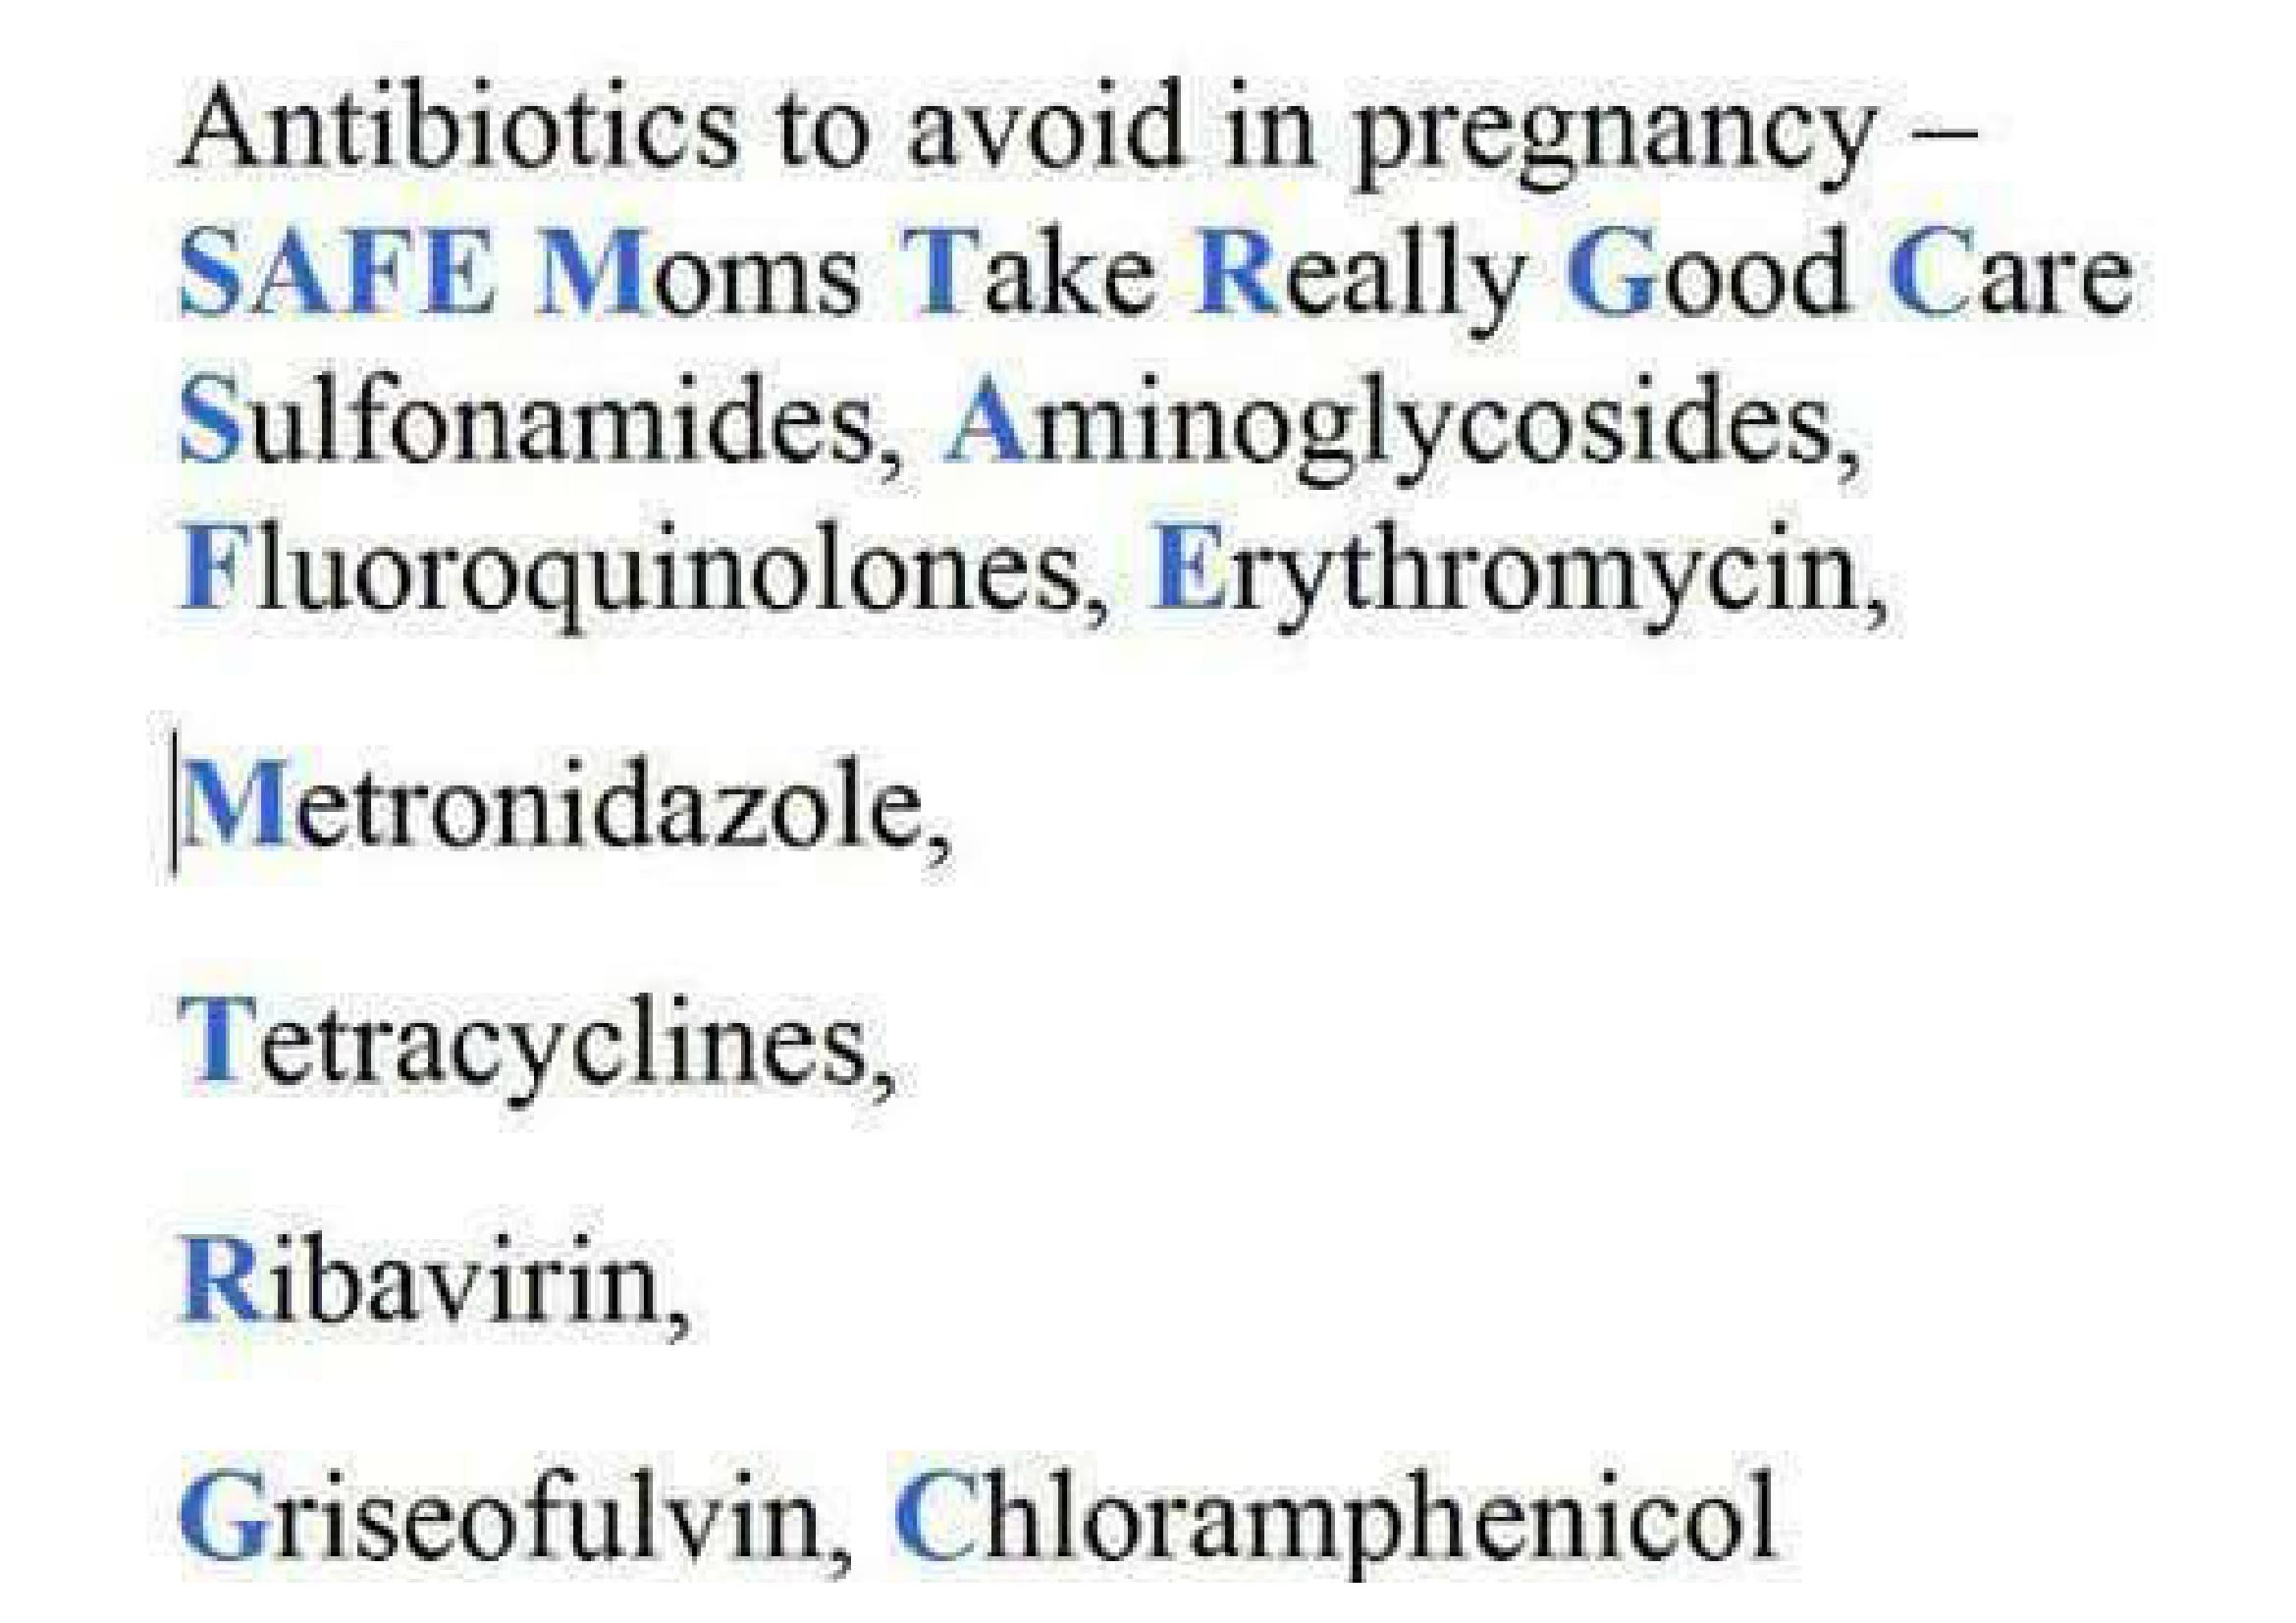 Antibiotics to avoid in pregnancy –
SAFE Moms Take Really Good Care
Sulfonamides, Aminoglycosides,
Fluoroquinolones, Erythromycin,
Metronidazole,
Tetracyclines,
Ribavirin,
Griseofulvin, Chloramphenicol